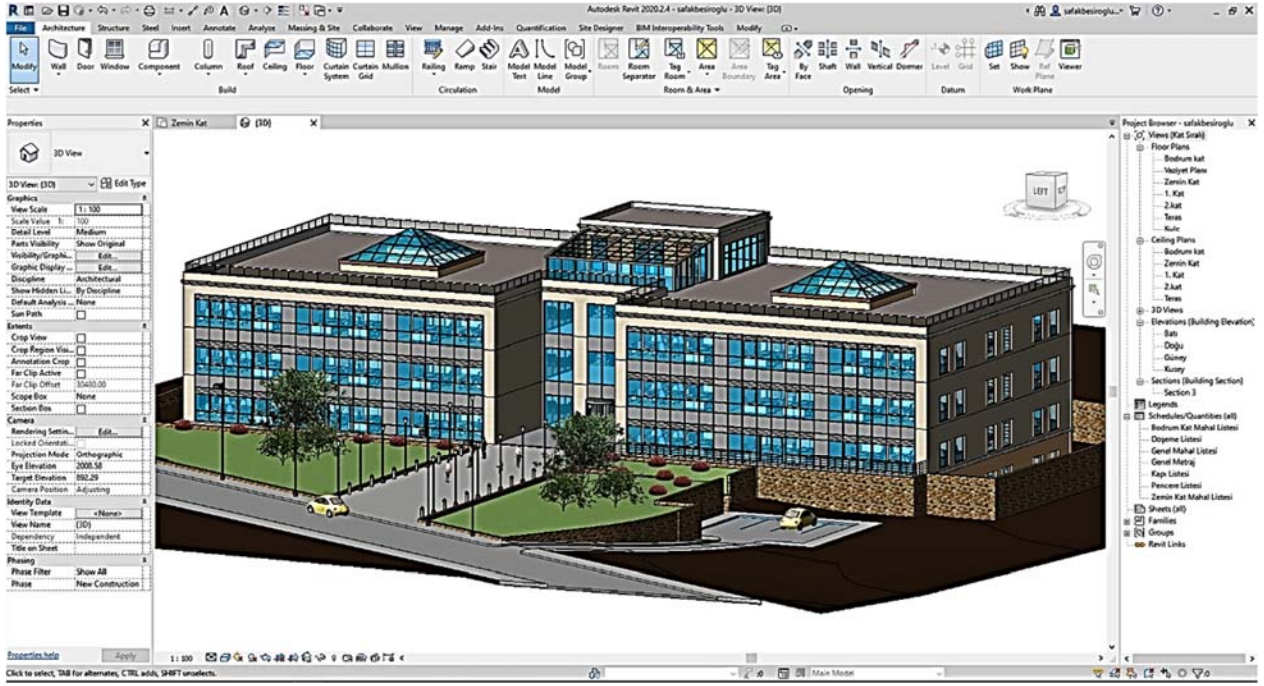 Autodesk Revit 2020.2.4 - safakbesiroglu - 3D View: {3D}
safakbesiroglu...
File Architecture Structure Steel Insert Annotate Analyze Massing & Site Collaborate View Manage Add-Ins Quantification Site Designer BIM Interoperability Tools Modify
Modify Wall Door Window Component Column Roof Ceiling Floor Curtain System Curtain Grid Mullion Railing Ramp Stair Model Text Model Line Model Group Room Room Separator Tag Room Area Area Boundary Tag Area By Face Shaft Wall Vertical Dormer Level Grid Set Show Ref Plane Viewer
Select Build Circulation Model Room & Area Opening Datum Work Plane
Properties
3D View
3D View: {3D} Edit Type
Graphics
View Scale 1 : 100
Scale Value 1: 100
Detail Level Medium
Parts Visibility Show Original
Visibility/Graphi... Edit...
Graphic Display ... Edit...
Discipline Architectural
Show Hidden Li... By Discipline
Default Analysis ... None
Sun Path
Extents
Crop View
Crop Region Visi...
Annotation Crop
Far Clip Active
Far Clip Offset 30480.00
Scope Box None
Section Box
Camera
Rendering Settin... Edit...
Locked Orientati...
Projection Mode Orthographic
Eye Elevation 2008.58
Target Elevation 892.29
Camera Position Adjusting
Identity Data
View Template <None>
View Name {3D}
Dependency Independent
Title on Sheet
Phasing
Phase Filter Show All
Phase New Construction
Properties help Apply
Zemin Kat {3D}
LEFT
1 : 100
Project Browser - safakbesiroglu
Views (Kat Sıralı)
Floor Plans
Bodrum kat
Vaziyet Planı
Zemin Kat
1. Kat
2.kat
Teras
Kule
Ceiling Plans
Bodrum kat
Zemin Kat
1. Kat
2.kat
Teras
3D Views
Elevations (Building Elevation)
Batı
Doğu
Güney
Kuzey
Sections (Building Section)
Section 3
Legends
Schedules/Quantities (all)
Bodrum Kat Mahal Listesi
Döşeme Listesi
Genel Mahal Listesi
Genel Metraj
Kapı Listesi
Pencere Listesi
Zemin Kat Mahal Listesi
Sheets (all)
Families
Groups
Revit Links
Click to select, TAB for alternates, CTRL adds, SHIFT unselects. :0 Main Model :0